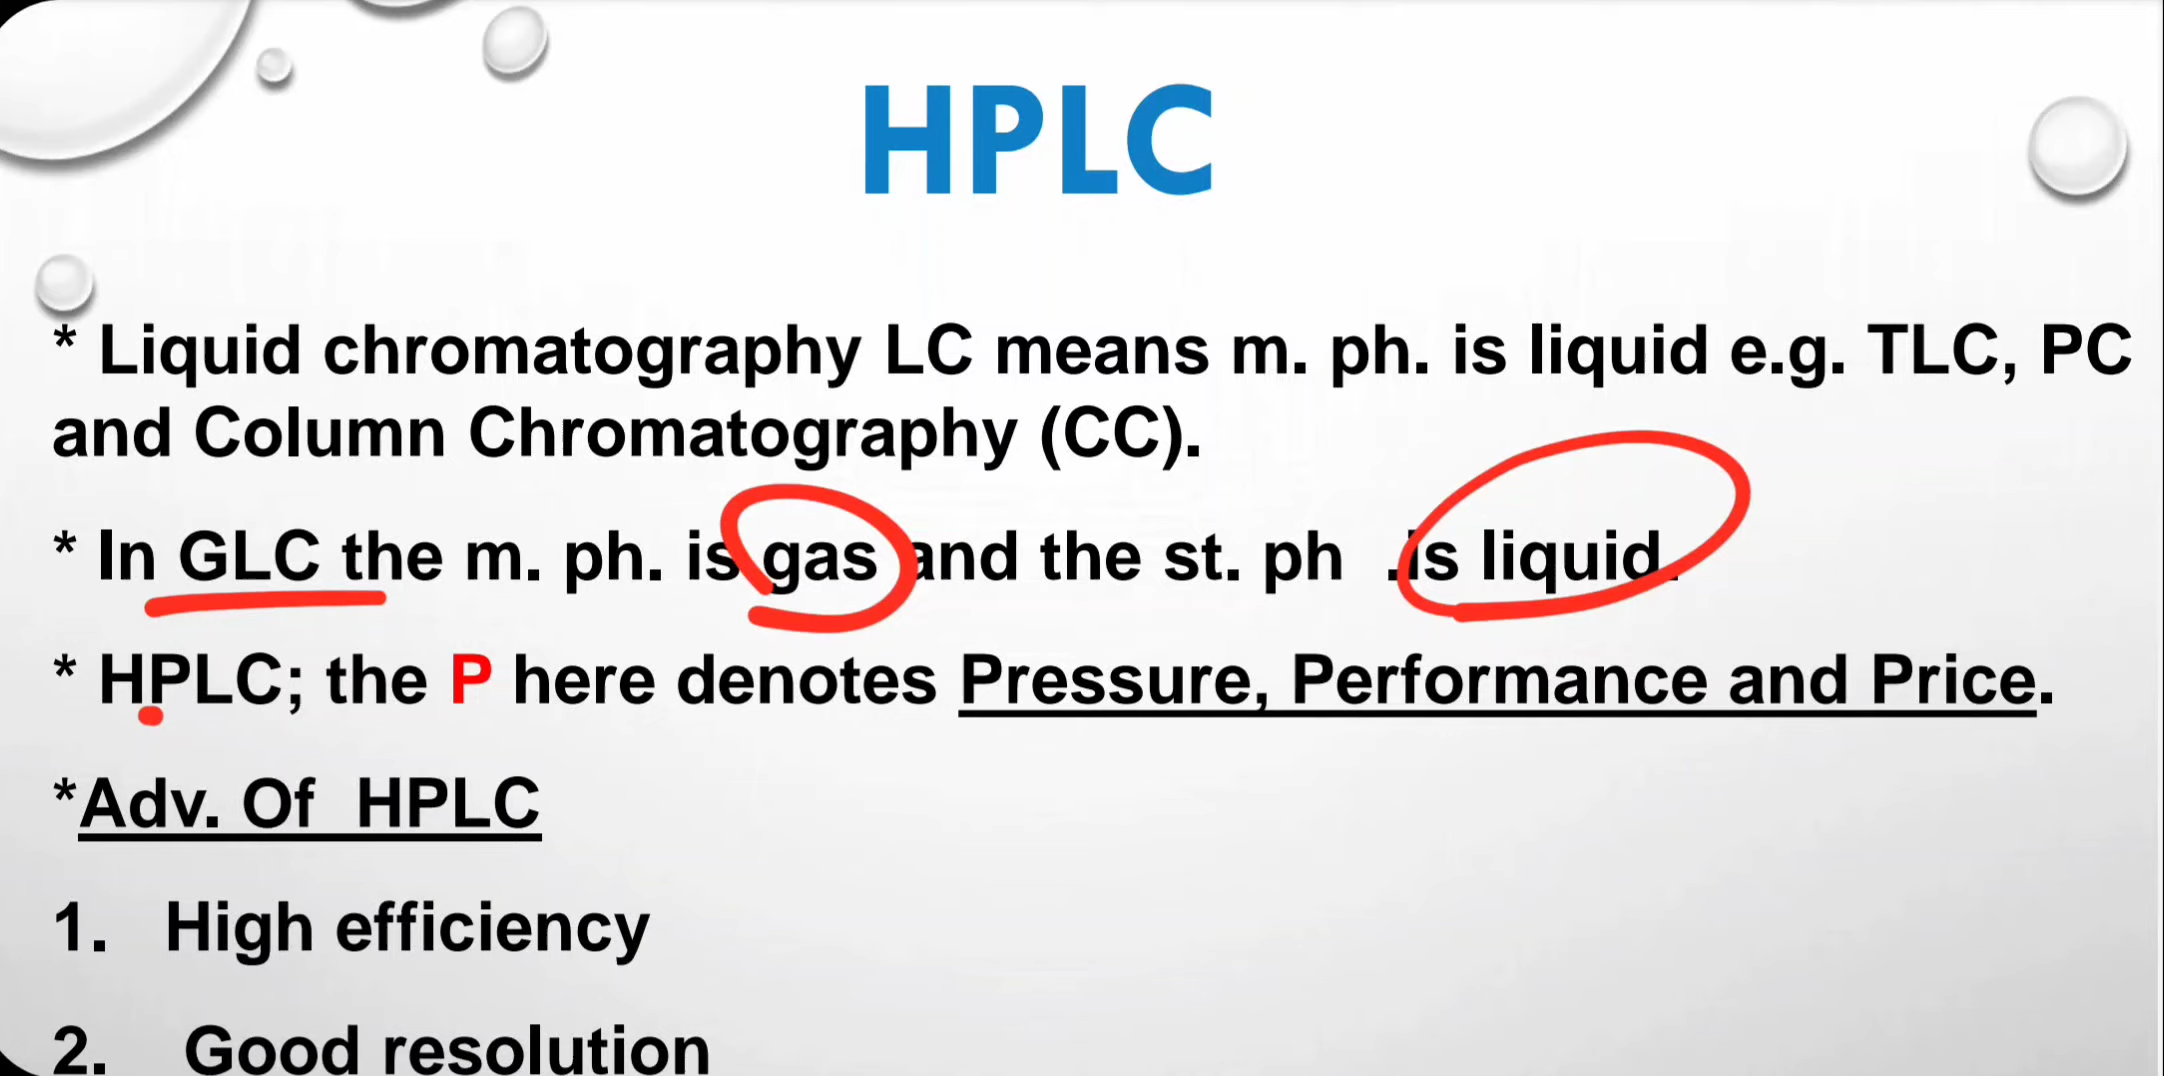 HPLC
* Liquid chromatography LC means m. ph. is liquid e.g. TLC, PC
and Column Chromatography (CC).
* In GLC the m. ph. is gas and the st. ph .is liquid.
* HPLC; the P here denotes Pressure, Performance and Price.
*Adv. Of HPLC
1. High efficiency
2. Good resolution